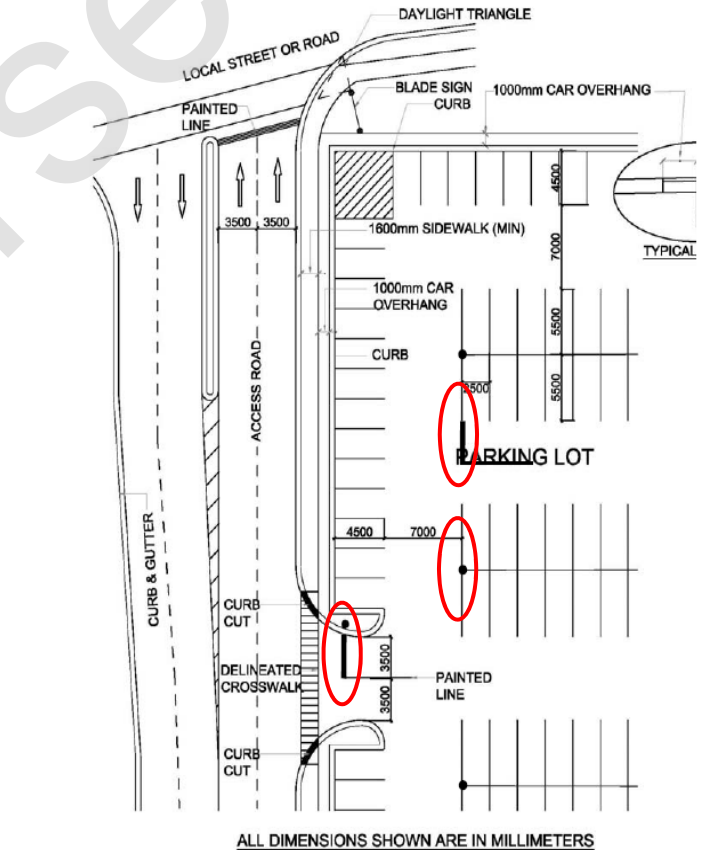 DAYLIGHT TRIANGLE
LOCAL STREET OR ROAD
BLADE SIGN
CURB
1000mm CAR OVERHANG
PAINTED
LINE
4500
3500
3500
1600mm SIDEWALK (MIN)
7000
TYPICAL
1000mm CAR
OVERHANG
5500
CURB
ACCESS ROAD
2500
5500
PARKING LOT
4500
7000
CURB & GUTTER
CURB
CUT
DELINEATED
CROSSWALK
3500
3500
PAINTED
LINE
CURB
CUT
ALL DIMENSIONS SHOWN ARE IN MILLIMETERS